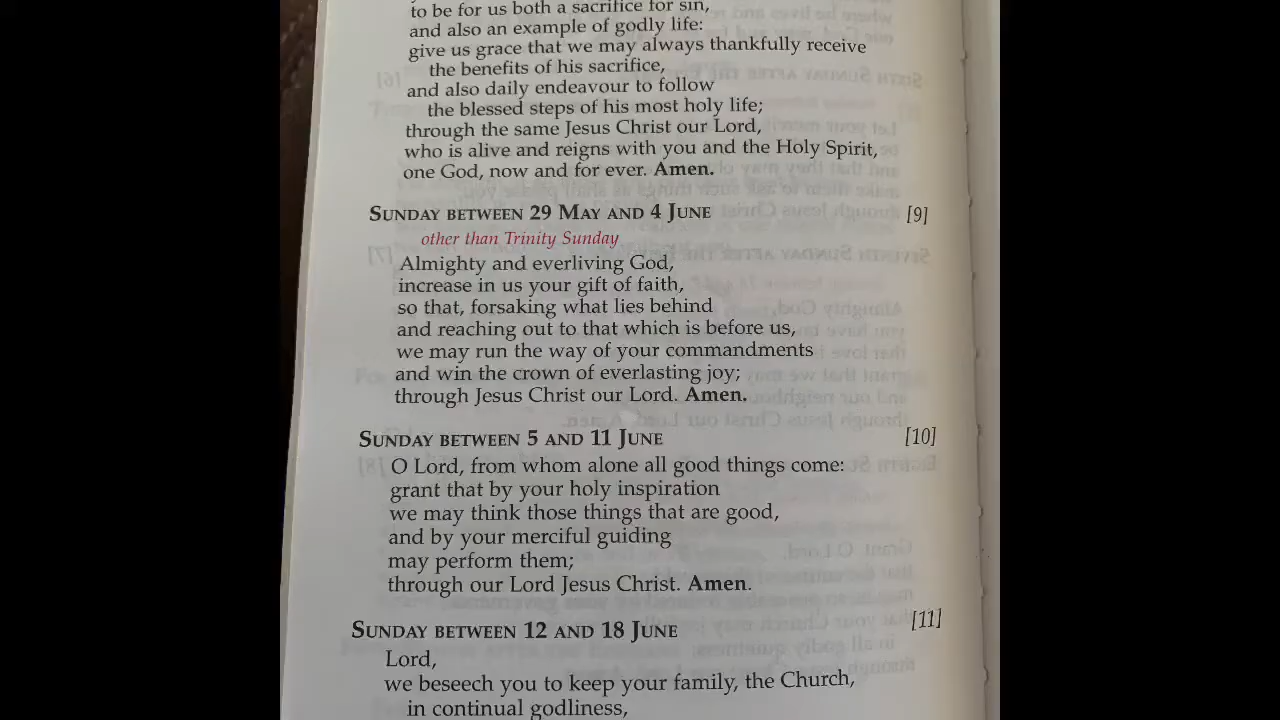 to be for us both a sacrifice for sin,
and also an example of godly life:
give us grace that we may always thankfully receive
the benefits of his sacrifice,
and also daily endeavour to follow
the blessed steps of his most holy life;
through the same Jesus Christ our Lord,
who is alive and reigns with you and the Holy Spirit,
one God, now and for ever. Amen.
SUNDAY BETWEEN 29 MAY AND 4 JUNE [9]
other than Trinity Sunday
Almighty and everliving God,
increase in us your gift of faith,
so that, forsaking what lies behind
and reaching out to that which is before us,
we may run the way of your commandments
and win the crown of everlasting joy;
through Jesus Christ our Lord. Amen.
SUNDAY BETWEEN 5 AND 11 JUNE [10]
O Lord, from whom alone all good things come:
grant that by your holy inspiration
we may think those things that are good,
and by your merciful guiding
may perform them;
through our Lord Jesus Christ. Amen.
SUNDAY BETWEEN 12 AND 18 JUNE [11]
Lord,
we beseech you to keep your family, the Church,
in continual godliness,